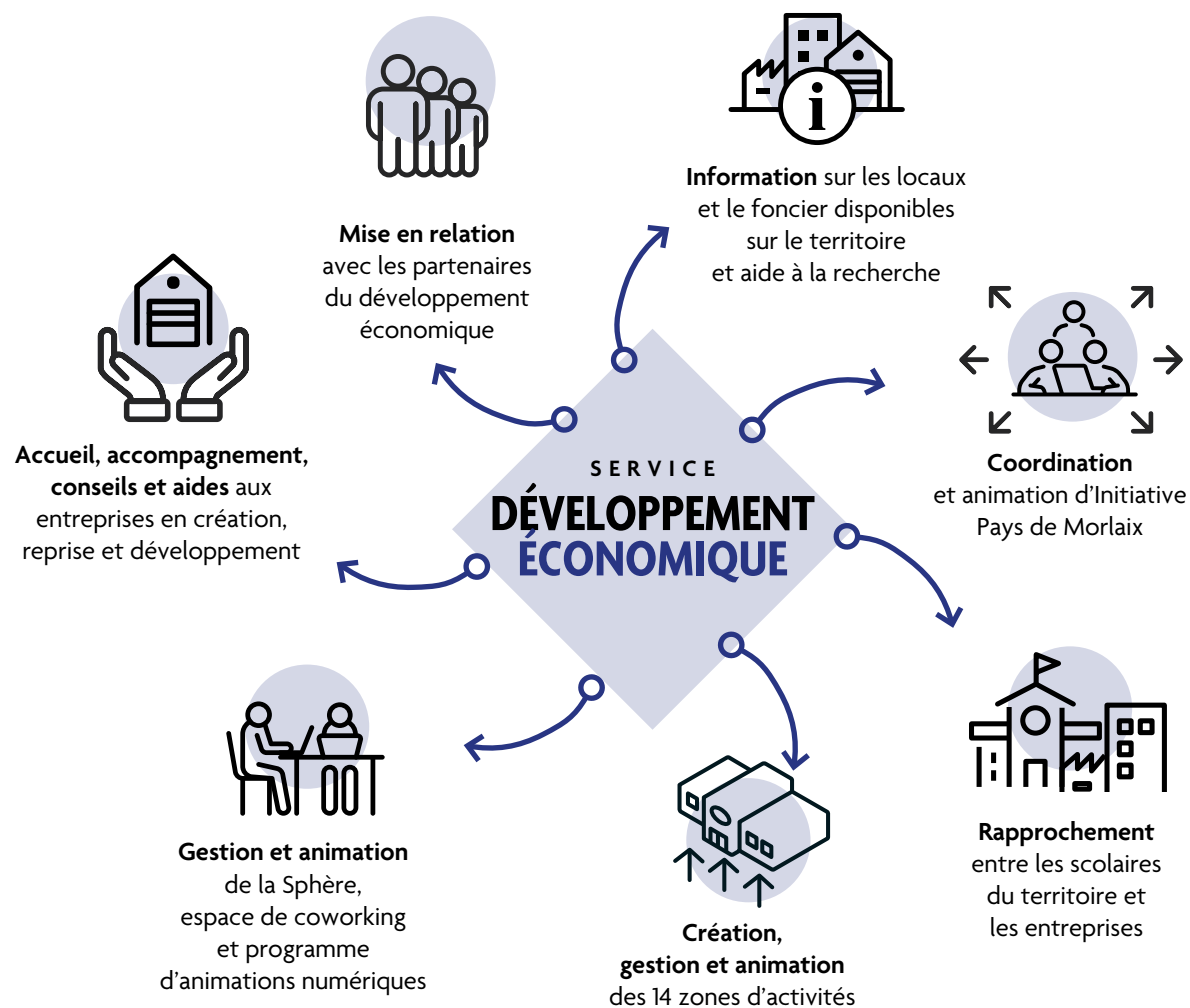 Information sur les locaux
et le foncier disponibles
sur le territoire
et aide à la recherche
Mise en relation
avec les partenaires
du développement
économique
Accueil, accompagnement,
conseils et aides aux
entreprises en création,
reprise et développement
SERVICE
DÉVELOPPEMENT
ÉCONOMIQUE
Coordination
et animation d'Initiative
Pays de Morlaix
Rapprochement
entre les scolaires
du territoire et
les entreprises
Gestion et animation
de la Sphère,
espace de coworking
et programme
d'animations numériques
Création,
gestion et animation
des 14 zones d'activités